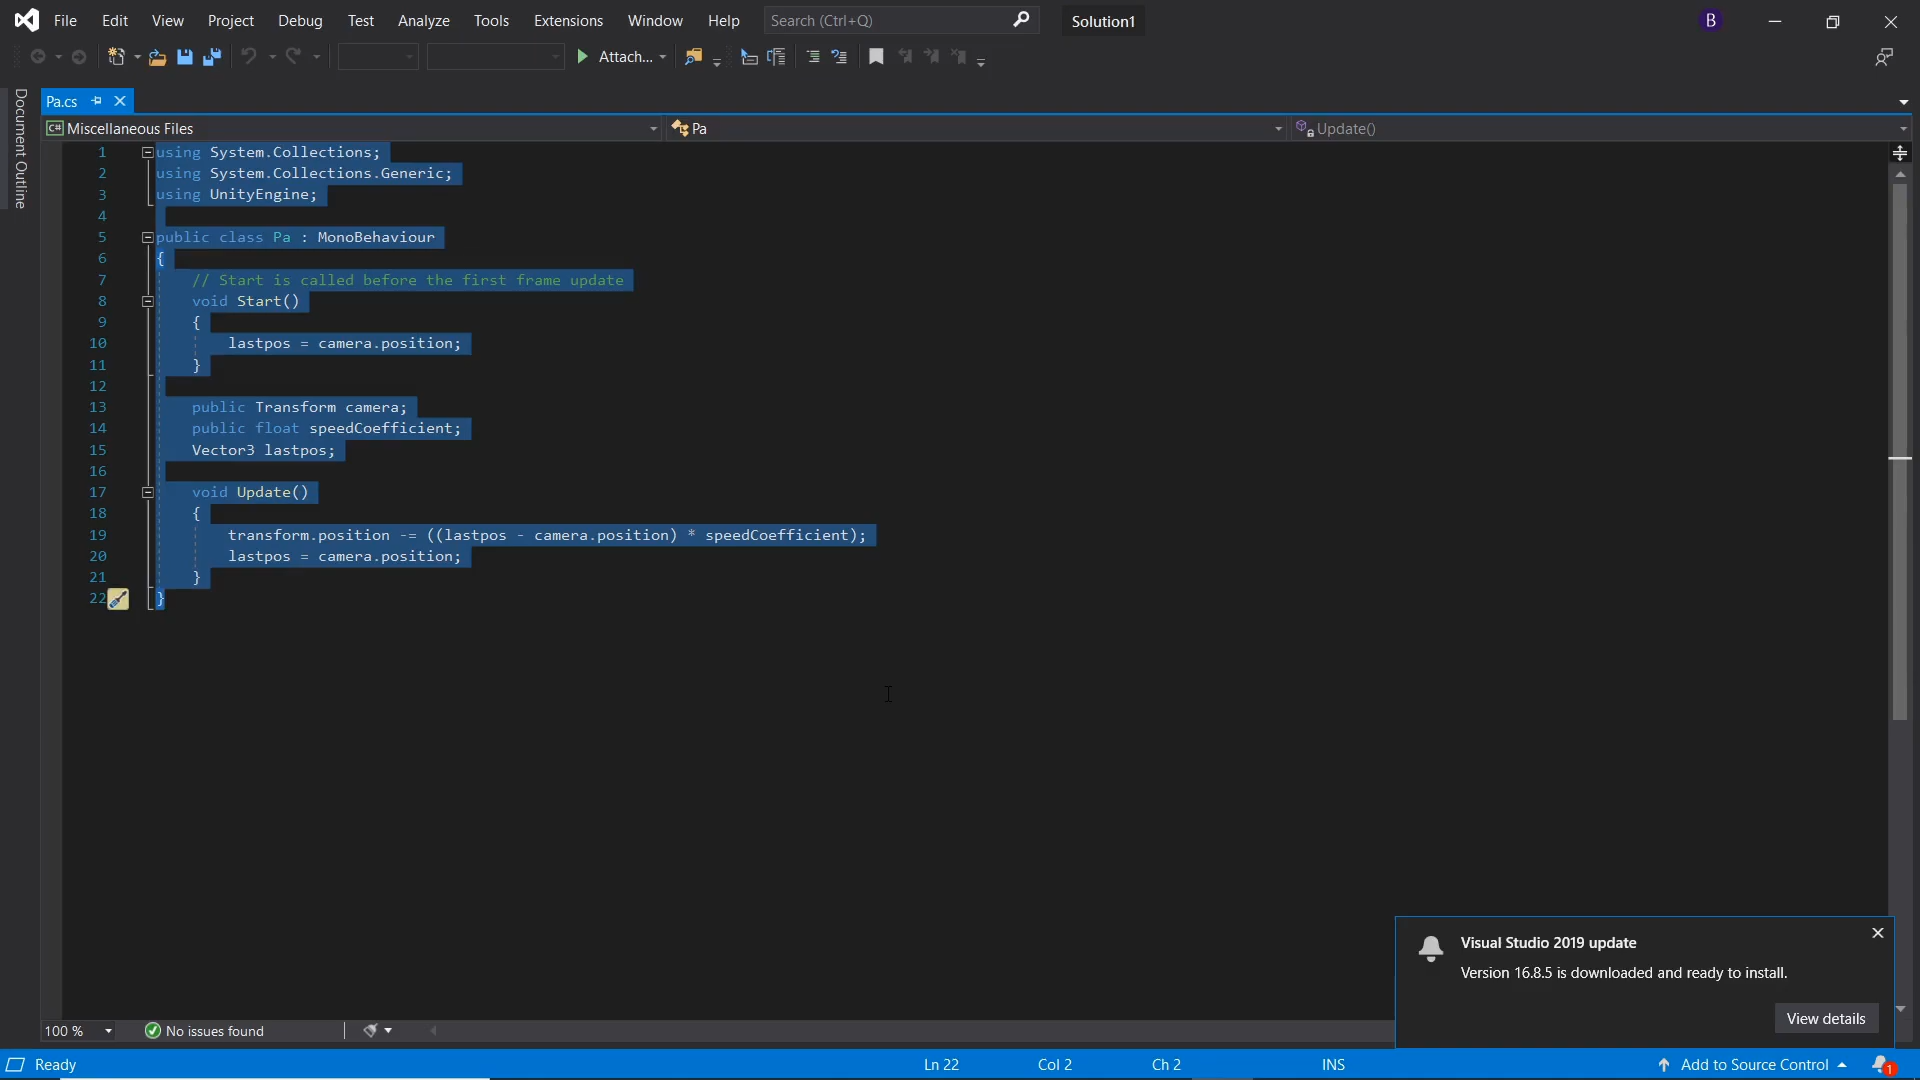 File Edit View Project Debug Test Analyze Tools Extensions Window Help Search (Ctrl+Q) Solution1 B
Attach...
Document Outline
Pa.cs
C# Miscellaneous Files Pa Update()
1 using System.Collections;
2 using System.Collections.Generic;
3 using UnityEngine;
4
5 public class Pa : MonoBehaviour
6 {
7 // Start is called before the first frame update
8 void Start()
9 {
10 lastpos = camera.position;
11 }
12
13 public Transform camera;
14 public float speedCoefficient;
15 Vector3 lastpos;
16
17 void Update()
18 {
19 transform.position -= ((lastpos - camera.position) * speedCoefficient);
20 lastpos = camera.position;
21 }
22 }
Visual Studio 2019 update
Version 16.8.5 is downloaded and ready to install.
View details
100 % No issues found
Ready Ln 22 Col 2 Ch 2 INS Add to Source Control 1